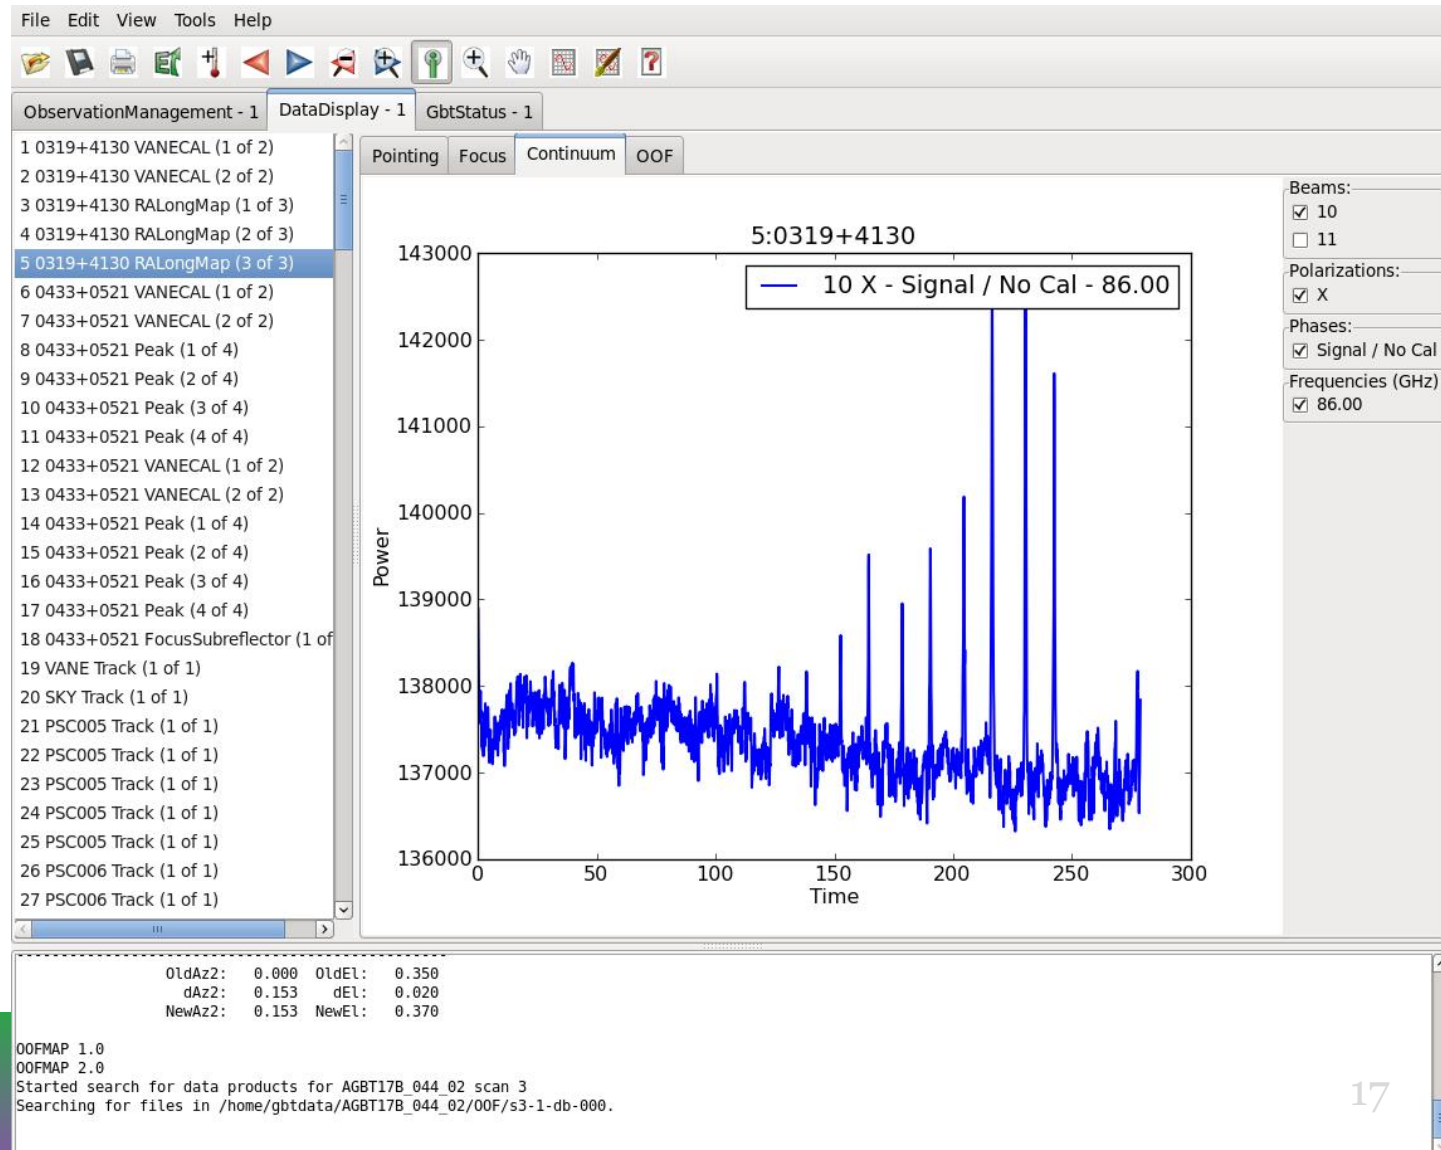 File Edit View Tools Help
ObservationManagement - 1 DataDisplay - 1 GbtStatus - 1
1 0319+4130 VANECAL (1 of 2)
2 0319+4130 VANECAL (2 of 2)
3 0319+4130 RALongMap (1 of 3)
4 0319+4130 RALongMap (2 of 3)
5 0319+4130 RALongMap (3 of 3)
6 0433+0521 VANECAL (1 of 2)
7 0433+0521 VANECAL (2 of 2)
8 0433+0521 Peak (1 of 4)
9 0433+0521 Peak (2 of 4)
10 0433+0521 Peak (3 of 4)
11 0433+0521 Peak (4 of 4)
12 0433+0521 VANECAL (1 of 2)
13 0433+0521 VANECAL (2 of 2)
14 0433+0521 Peak (1 of 4)
15 0433+0521 Peak (2 of 4)
16 0433+0521 Peak (3 of 4)
17 0433+0521 Peak (4 of 4)
18 0433+0521 FocusSubreflector (1 of
19 VANE Track (1 of 1)
20 SKY Track (1 of 1)
21 PSC005 Track (1 of 1)
22 PSC005 Track (1 of 1)
23 PSC005 Track (1 of 1)
24 PSC005 Track (1 of 1)
25 PSC005 Track (1 of 1)
26 PSC006 Track (1 of 1)
27 PSC006 Track (1 of 1)
Pointing Focus Continuum OOF
5:0319+4130
10 X - Signal / No Cal - 86.00
143000
142000
141000
140000
139000
138000
137000
136000
Power
0 50 100 150 200 250 300
Time
Beams:
10
11
Polarizations:
X
Phases:
Signal / No Cal
Frequencies (GHz)
86.00
OldAz2: 0.000 OldEl: 0.350
dAz2: 0.153 dEl: 0.020
NewAz2: 0.153 NewEl: 0.370
OOFMAP 1.0
OOFMAP 2.0
Started search for data products for AGBT17B_044_02 scan 3
Searching for files in /home/gbtdata/AGBT17B_044_02/OOF/s3-1-db-000.
17